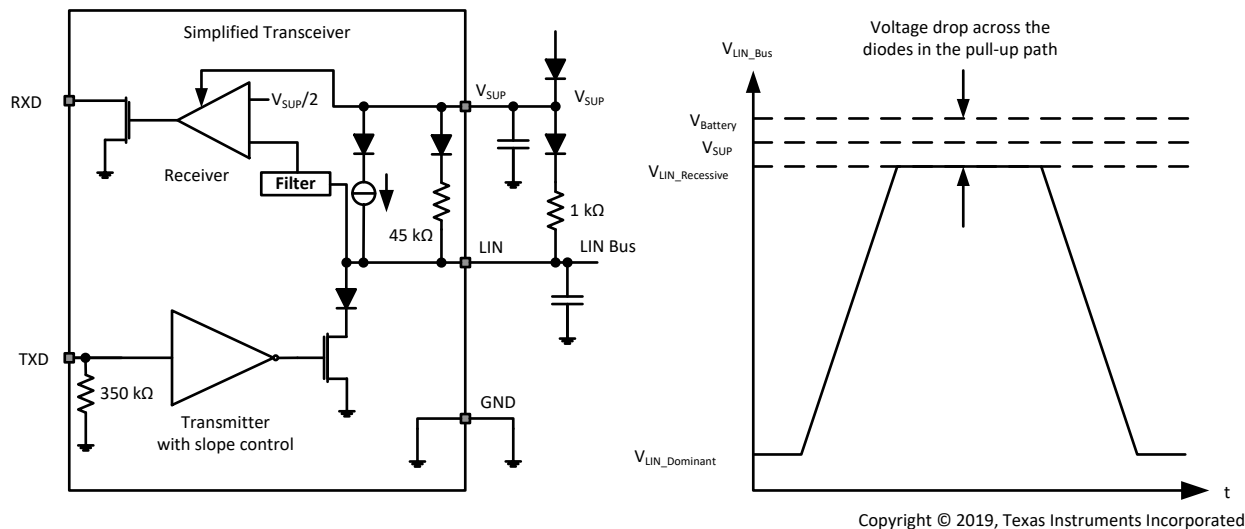 Simplified Transceiver
RXD
V_SUP/2
V_SUP
V_SUP
Receiver
Filter
45 kΩ
1 kΩ
LIN
LIN Bus
TXD
350 kΩ
Transmitter
with slope control
GND
Voltage drop across the
diodes in the pull-up path
V_LIN_Bus
V_Battery
V_SUP
V_LIN_Recessive
V_LIN_Dominant
t
Copyright © 2019, Texas Instruments Incorporated